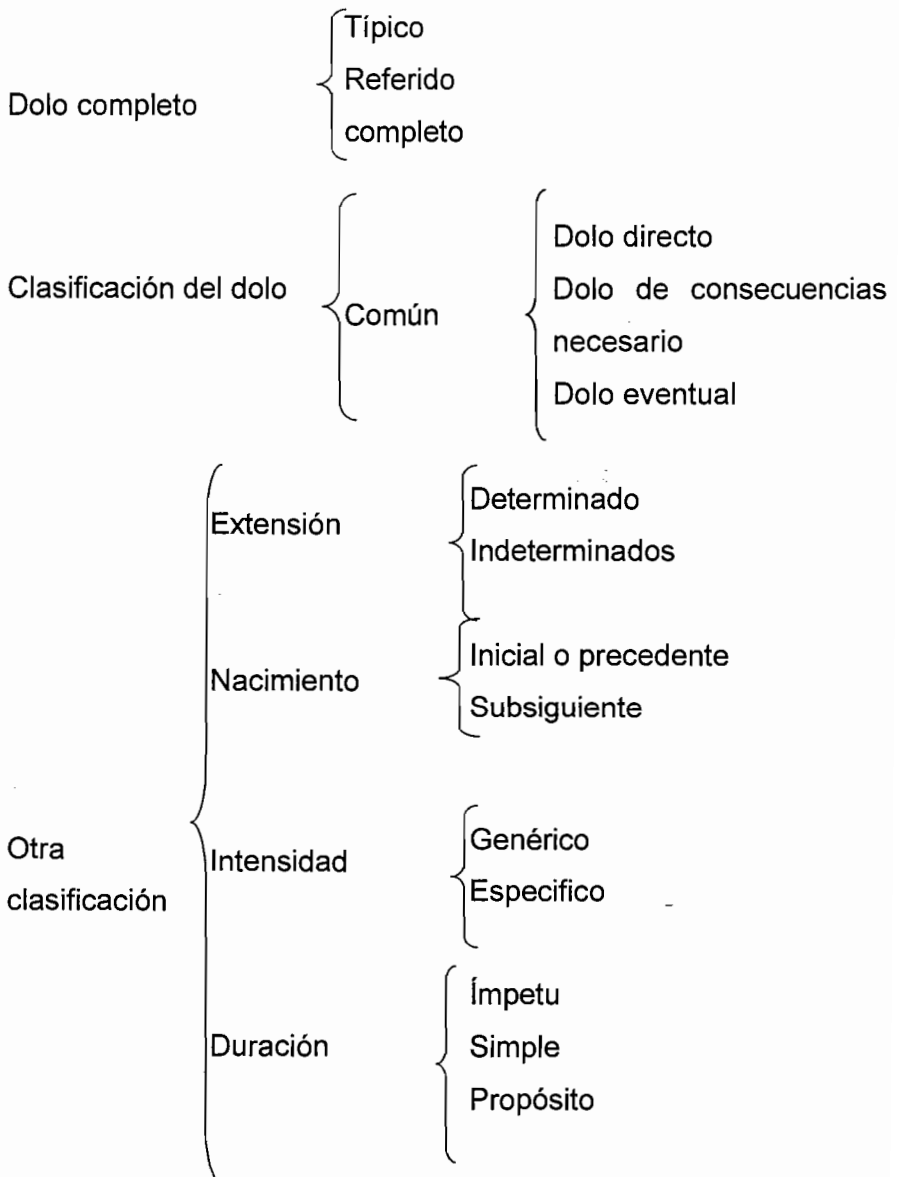 Típico
Dolo completo
Referido
completo
Clasificación del dolo
Común
Dolo directo
Dolo de consecuencias
necesario
Dolo eventual
Otra
clasificación
Extensión
Determinado
Indeterminados
Nacimiento
Inicial o precedente
Subsiguiente
Intensidad
Genérico
Especifico
Duración
Ímpetu
Simple
Propósito